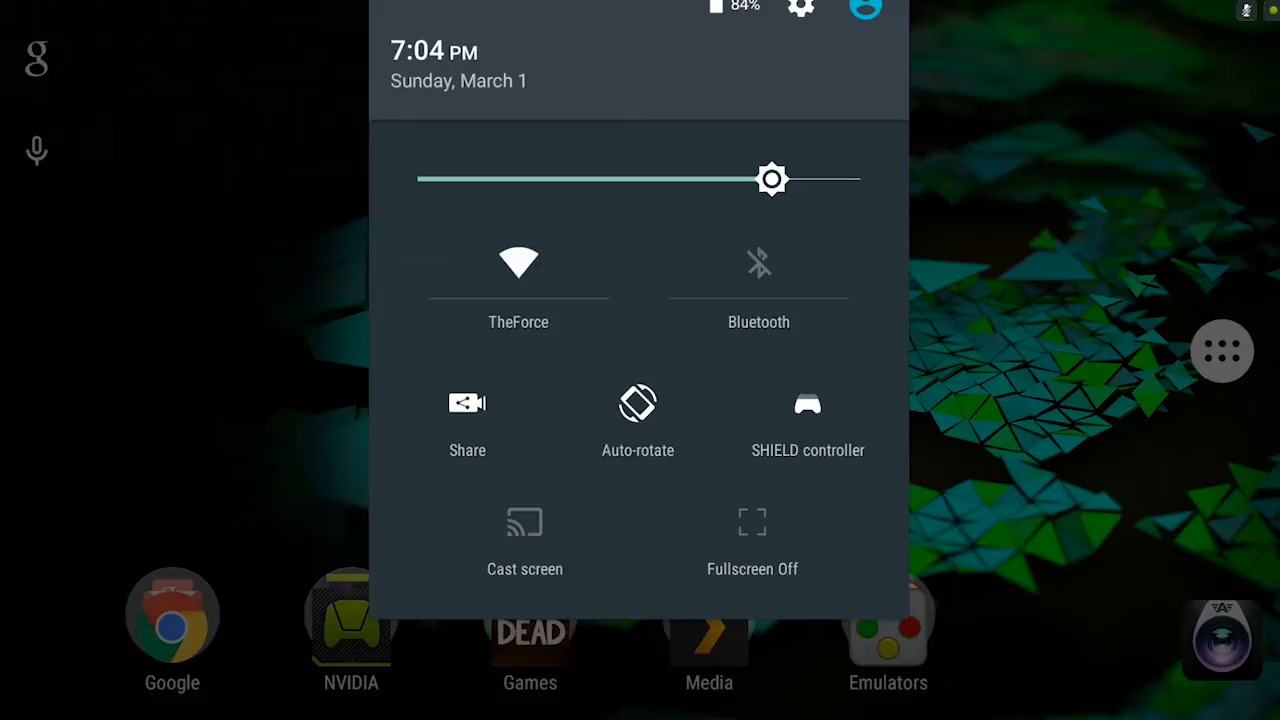 84%
7:04 PM
Sunday, March 1
g
TheForce
Bluetooth
Share
Auto-rotate
SHIELD controller
Cast screen
Fullscreen Off
DEAD
A
Google
NVIDIA
Games
Media
Emulators